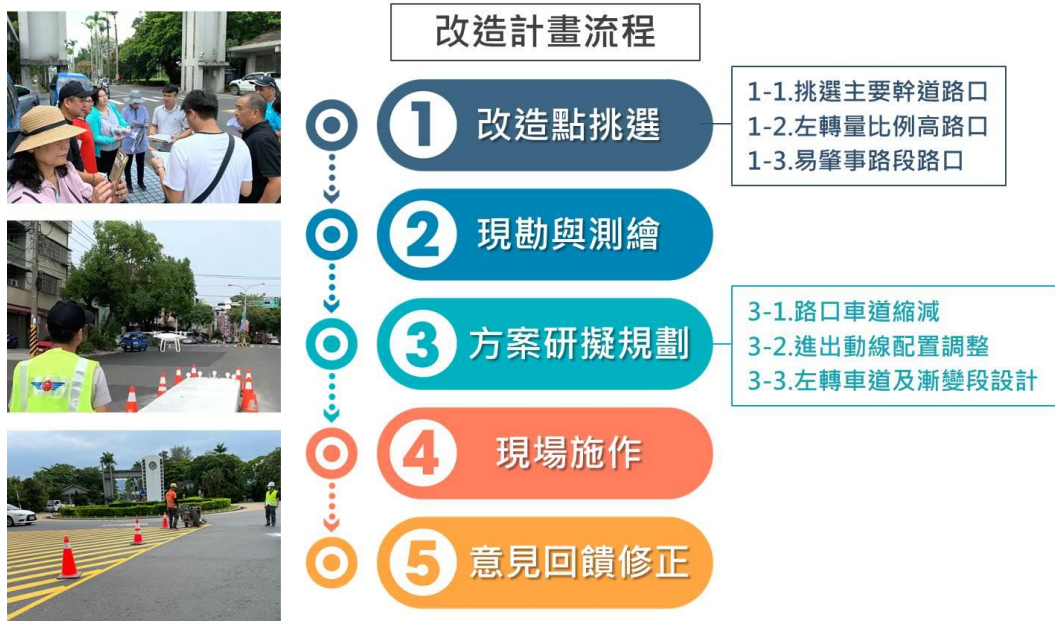 改造計畫流程
1 改造點挑選
1-1.挑選主要幹道路口
1-2.左轉量比例高路口
1-3.易肇事路段路口
2 現勘與測繪
3 方案研擬規劃
3-1.路口車道縮減
3-2.進出動線配置調整
3-3.左轉車道及漸變段設計
4 現場施作
5 意見回饋修正